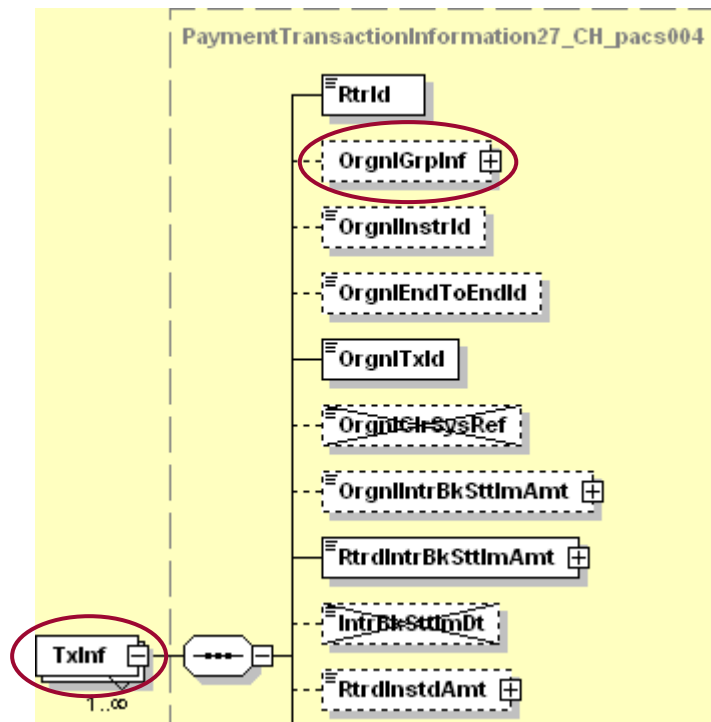 PaymentTransactionInformation27_CH_pacs004
RtrId
OrgnlGrpInf
OrgnlInstrId
OrgnlEndToEndId
OrgnlTxId
OrgnlClrSysRef
OrgnlIntrBkSttlmAmt
RtrdIntrBkSttlmAmt
IntrBkSttlmDt
TxInf
1..∞
RtrdInstdAmt